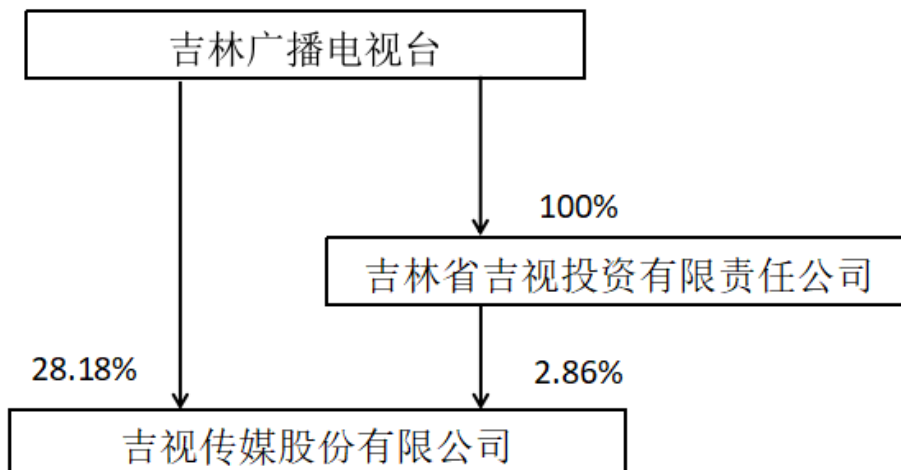 吉林广播电视台
100%
吉林省吉视投资有限责任公司
28.18%
2.86%
吉视传媒股份有限公司